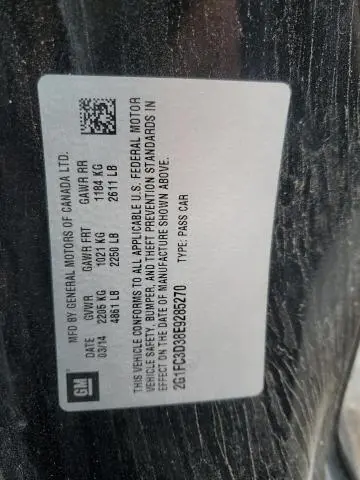 MFD BY GENERAL MOTORS OF CANADA LTD.
DATE GVWR GAWR FRT GAWR RR
03/14 2205 KG 1021 KG 1184 KG
4861 LB 2250 LB 2611 LB
THIS VEHICLE CONFORMS TO ALL APPLICABLE U.S. FEDERAL MOTOR
VEHICLE SAFETY, BUMPER, AND THEFT PREVENTION STANDARDS IN
EFFECT ON THE DATE OF MANUFACTURE SHOWN ABOVE.
2G1FC3D38E9285270 TYPE: PASS CAR
GM